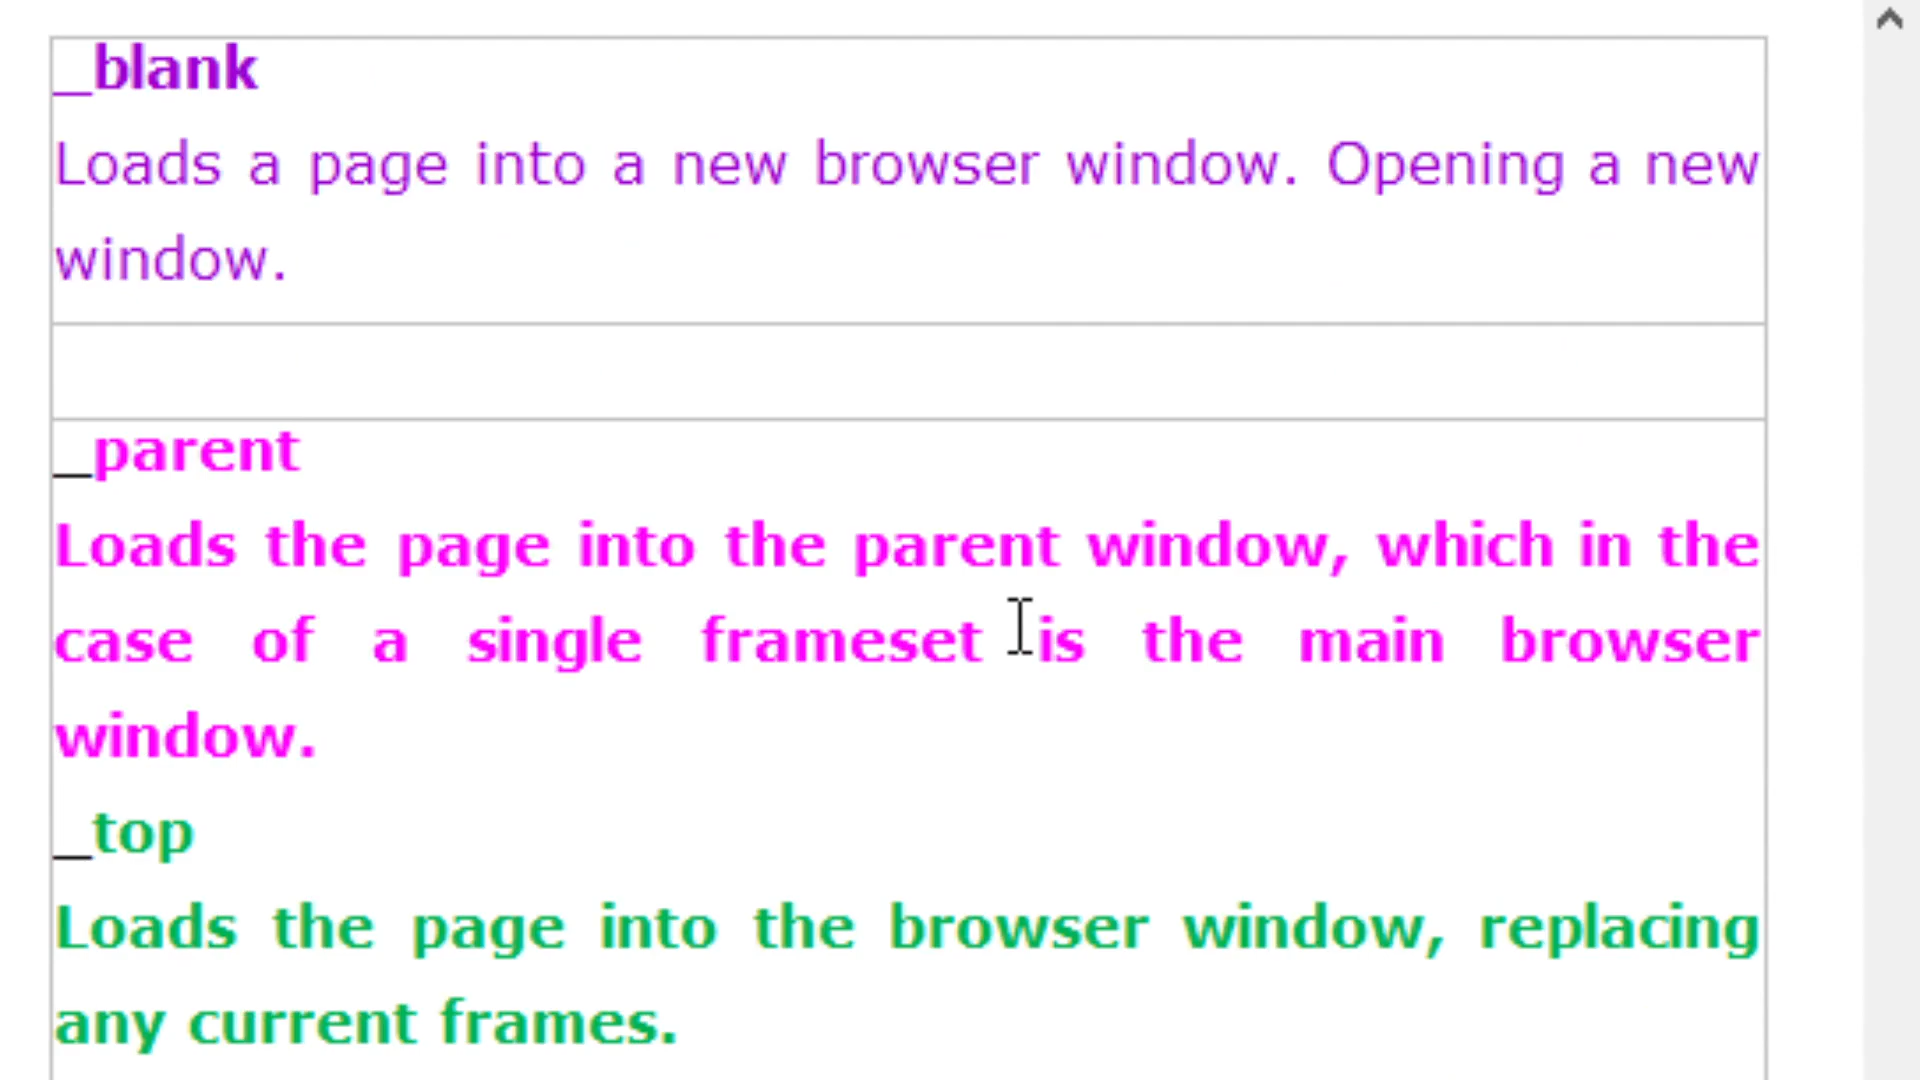 _blank
Loads a page into a new browser window. Opening a new
window.
_parent
Loads the page into the parent window, which in the
case of a single frameset is the main browser
window.
_top
Loads the page into the browser window, replacing
any current frames.